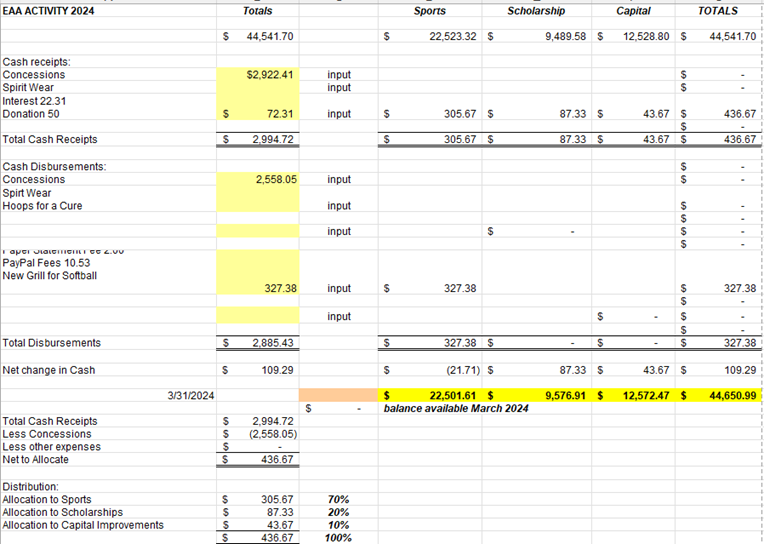 EAA ACTIVITY 2024 Totals Sports Scholarship Capital TOTALS
$ 44,541.70 $ 22,523.32 $ 9,489.58 $ 12,528.80 $ 44,541.70
Cash receipts:
Concessions $2,922.41 input $ -
Spirit Wear input $ -
Interest 22.31
Donation 50 $ 72.31 input $ 305.67 $ 87.33 $ 43.67 $ 436.67
$ -
Total Cash Receipts $ 2,994.72 $ 305.67 $ 87.33 $ 43.67 $ 436.67
Cash Disbursements: $ -
Concessions 2,558.05 input $ -
Spirt Wear
Hoops for a Cure input $ -
$ -
input $ - $ -
$ -
Paper Statement Fee 2.00
PayPal Fees 10.53
New Grill for Softball
327.38 input $ 327.38 $ 327.38
$ -
input $ - $ -
$ -
Total Disbursements $ 2,885.43 $ 327.38 $ - $ - $ 327.38
Net change in Cash $ 109.29 $ (21.71) $ 87.33 $ 43.67 $ 109.29
3/31/2024 $ 22,501.61 $ 9,576.91 $ 12,572.47 $ 44,650.99
$ - balance available March 2024
Total Cash Receipts $ 2,994.72
Less Concessions $ (2,558.05)
Less other expenses $ -
Net to Allocate $ 436.67
Distribution:
Allocation to Sports $ 305.67 70%
Allocation to Scholarships $ 87.33 20%
Allocation to Capital Improvements $ 43.67 10%
$ 436.67 100%